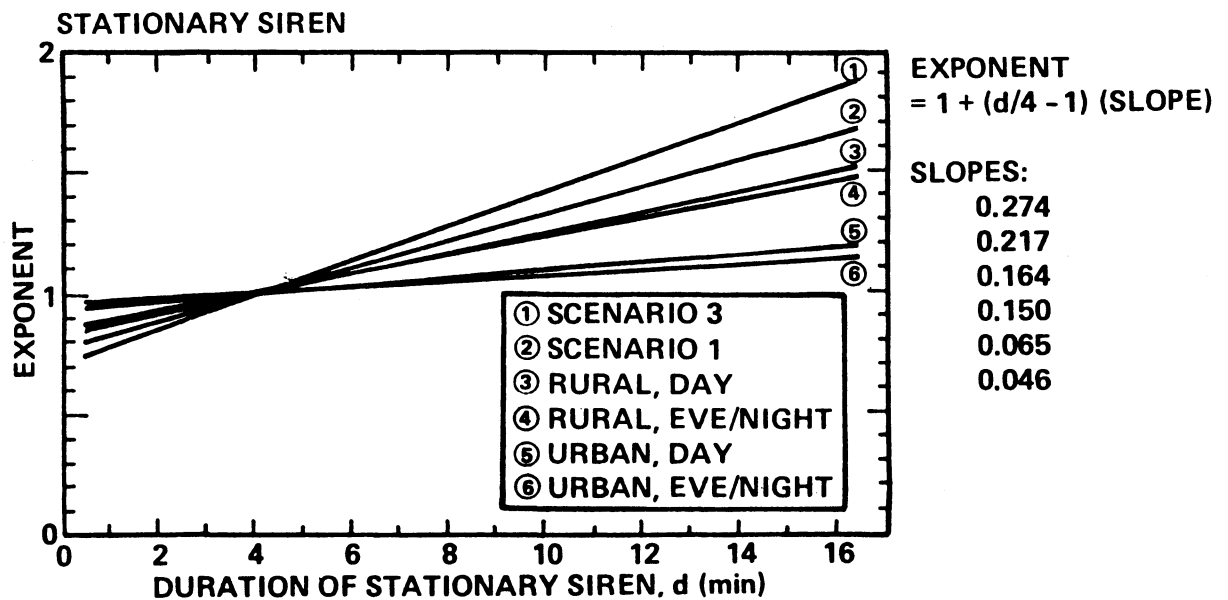 STATIONARY SIREN
2
1
0
EXPONENT
① 
②
③
④
⑤
⑥
① SCENARIO 3
② SCENARIO 1
③ RURAL, DAY
④ RURAL, EVE/NIGHT
⑤ URBAN, DAY
⑥ URBAN, EVE/NIGHT
0 2 4 6 8 10 12 14 16
DURATION OF STATIONARY SIREN, d (min)
EXPONENT
= 1 + (d/4 - 1) (SLOPE)
SLOPES:
0.274
0.217
0.164
0.150
0.065
0.046